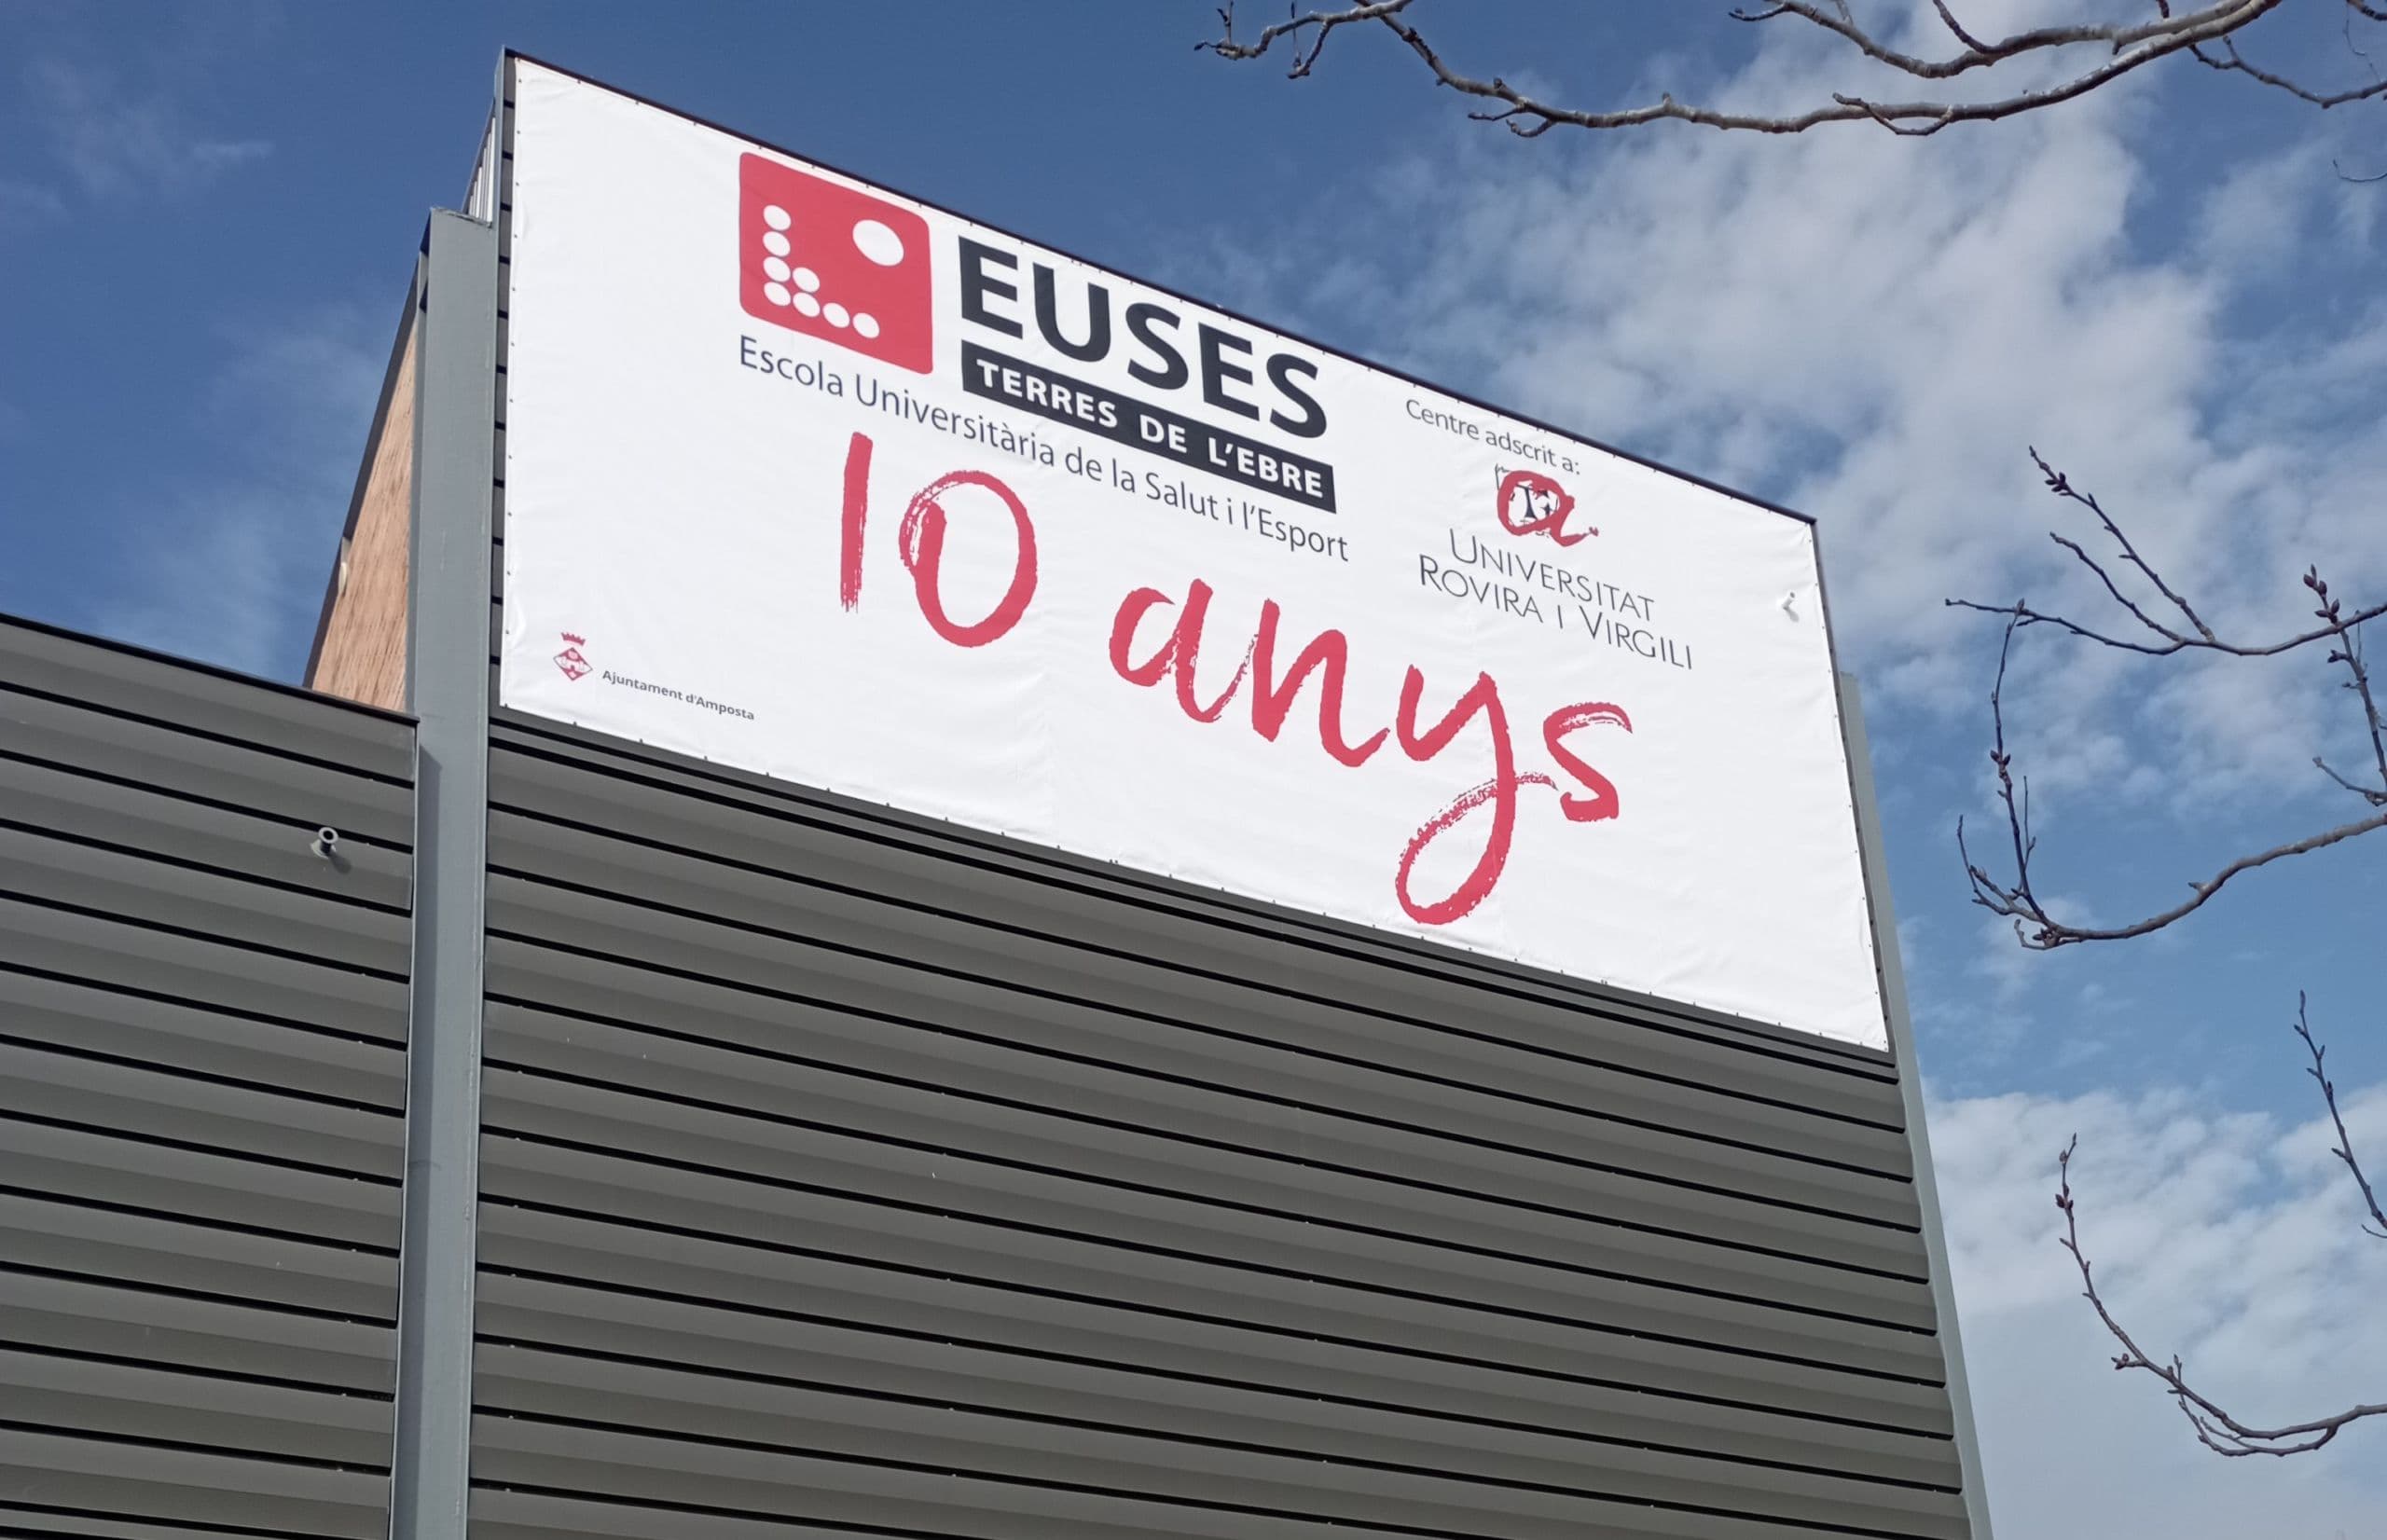 EUSES
TERRES DE L'EBRE
Escola Universitària de la Salut i l'Esport
Centre adscrit a:
UNIVERSITAT
ROVIRA I VIRGILI
10 anys
Ajuntament d'Amposta